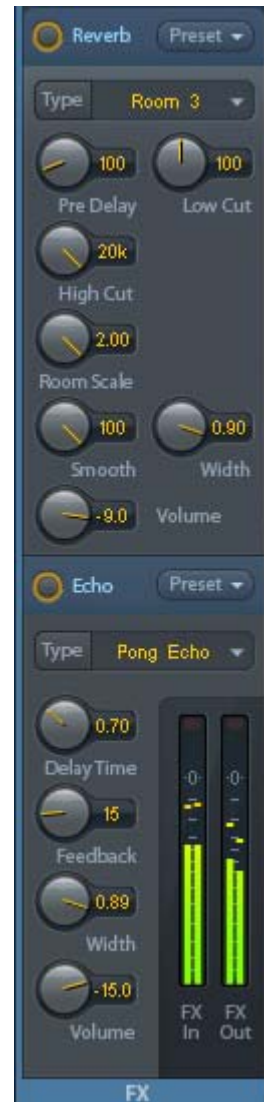 Reverb Preset
Type Room 3
100 100
Pre Delay Low Cut
20k
High Cut
2.00
Room Scale
100 0.90
Smooth Width
-9.0 Volume
Echo Preset
Type Pong Echo
0.70
Delay Time
-0- -0-
15
Feedback
0.89
Width
-15.0
Volume
FX FX
In Out
FX